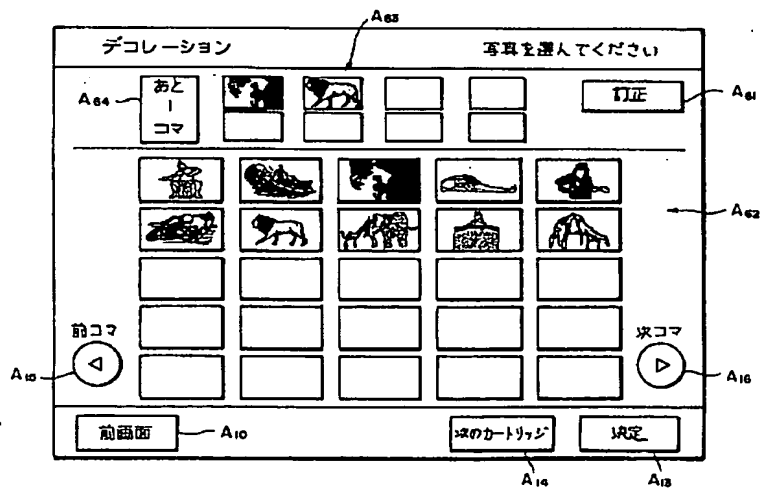 A63
デコレーション 写真を選んでください
あと
1
コマ
A64
訂正
A61
A62
前コマ
次コマ
A15
A16
前画面
A10
次のカートリッジ
決定
A14
A13